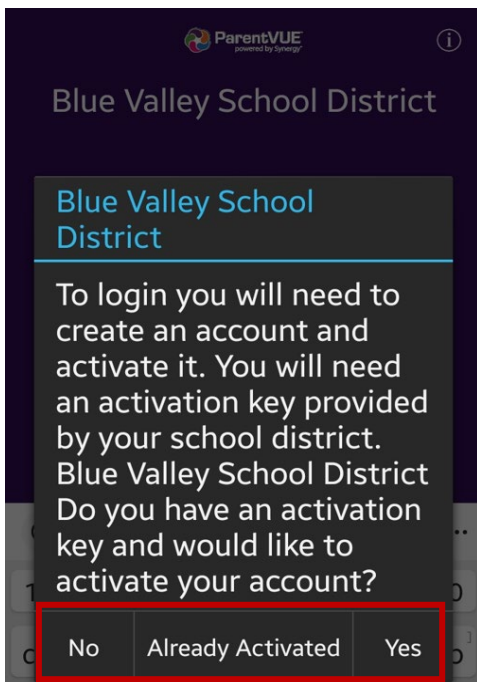 ParentVUE
powered by Synergy
Blue Valley School District
Blue Valley School
District
To login you will need to
create an account and
activate it. You will need
an activation key provided
by your school district.
Blue Valley School District
Do you have an activation
key and would like to
activate your account?
No Already Activated Yes